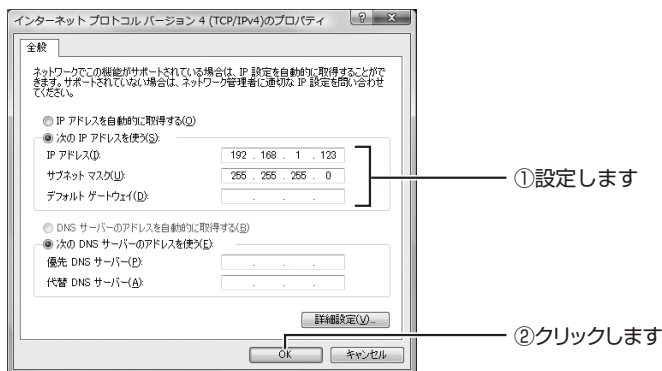 インターネット プロトコル バージョン 4 (TCP/IPv4)のプロパティ
全般
ネットワークでこの機能がサポートされている場合は、IP 設定を自動的に取得することがで
きます。サポートされていない場合は、ネットワーク管理者に適切な IP 設定を問い合わせ
てください。
IP アドレスを自動的に取得する(O)
次の IP アドレスを使う(S):
IP アドレス(I): 192 . 168 . 1 . 123
サブネット マスク(U): 255 . 255 . 255 . 0
デフォルト ゲートウェイ(D): . . .
①設定します
DNS サーバーのアドレスを自動的に取得する(B)
次の DNS サーバーのアドレスを使う(E):
優先 DNS サーバー(P): . . .
代替 DNS サーバー(A): . . .
詳細設定(V)...
②クリックします
OK キャンセル